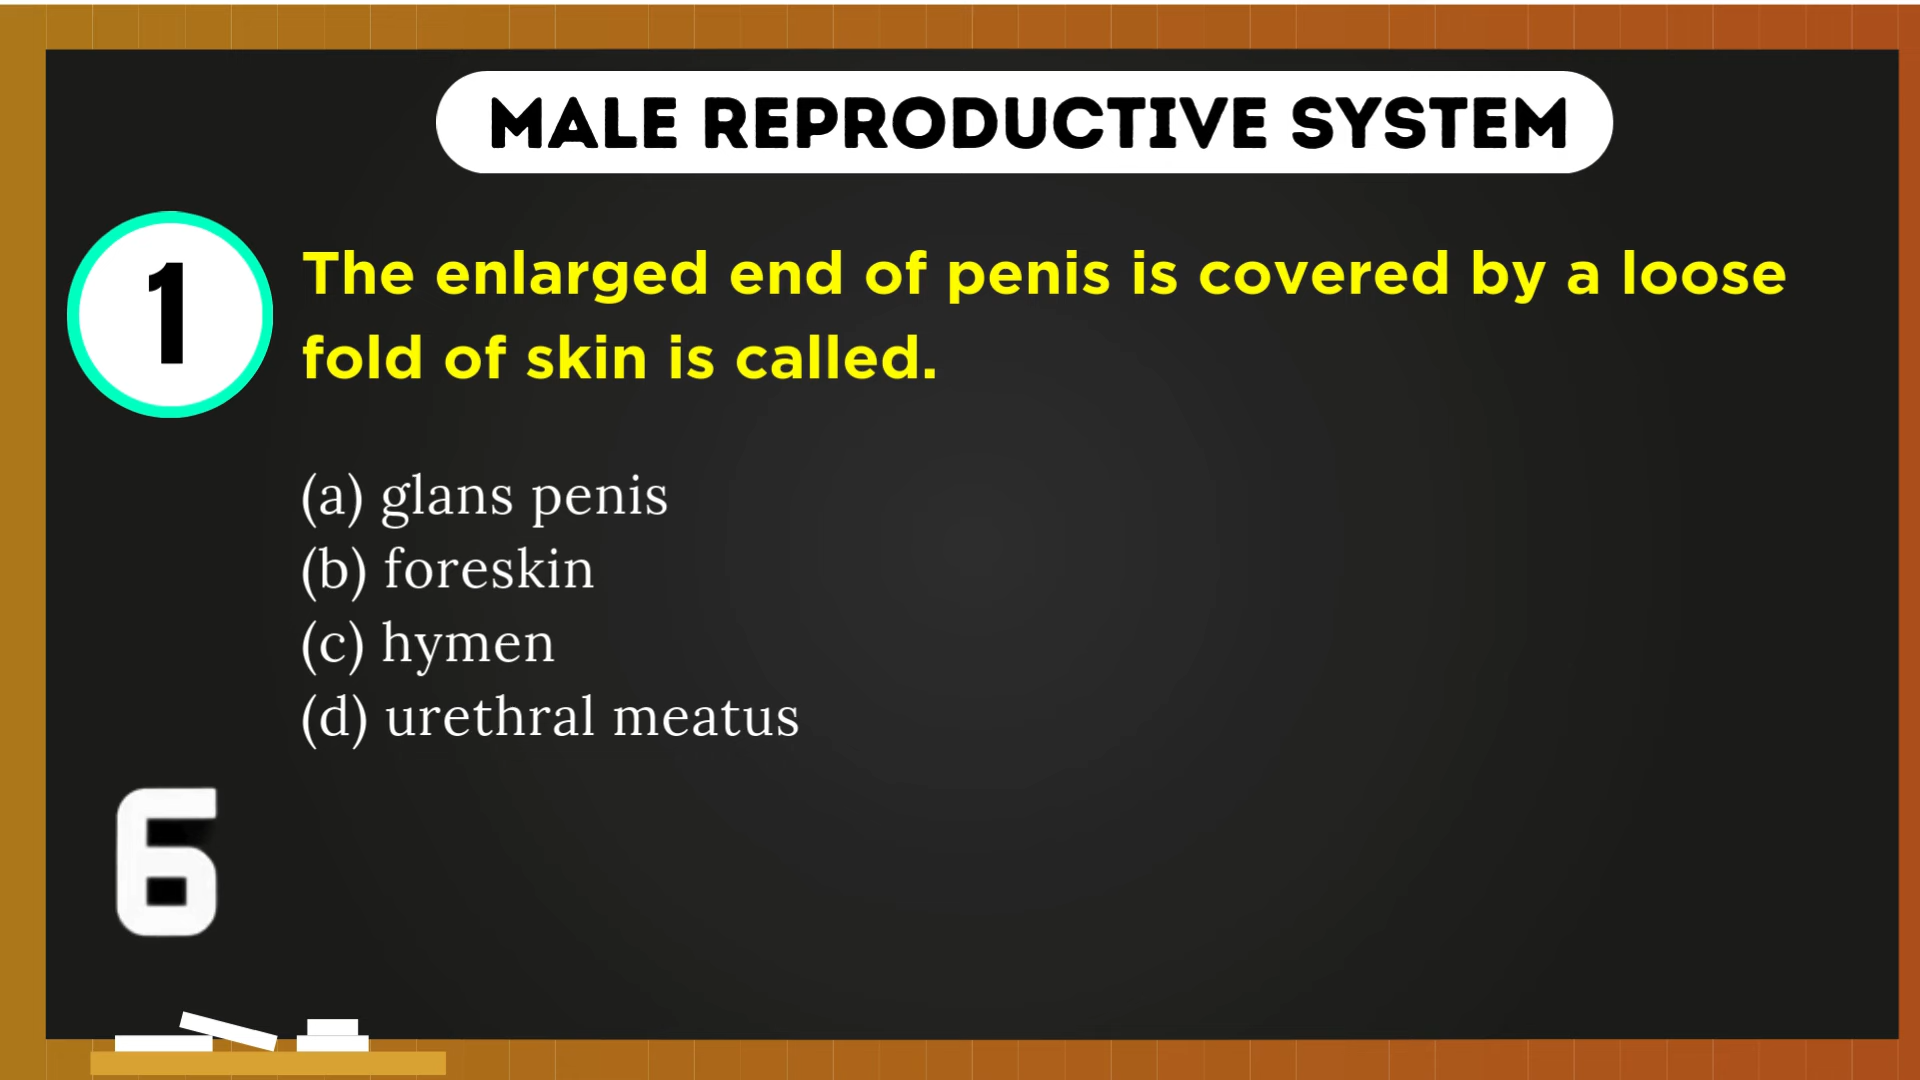 MALE REPRODUCTIVE SYSTEM
1
The enlarged end of penis is covered by a loose
fold of skin is called.
(a) glans penis
(b) foreskin
(c) hymen
(d) urethral meatus
6